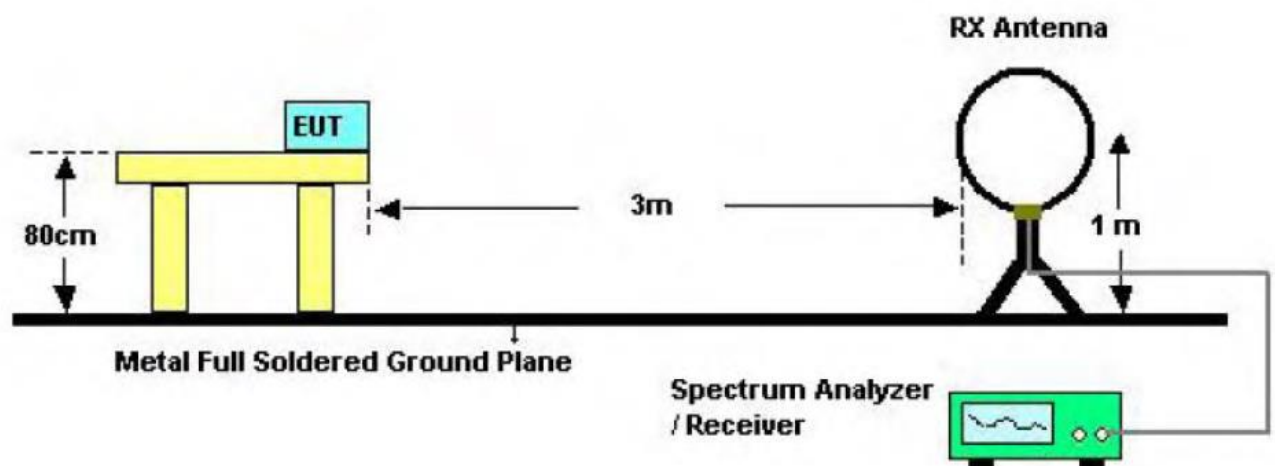 RX Antenna
EUT
80cm
3m
1 m
Metal Full Soldered Ground Plane
Spectrum Analyzer
/ Receiver